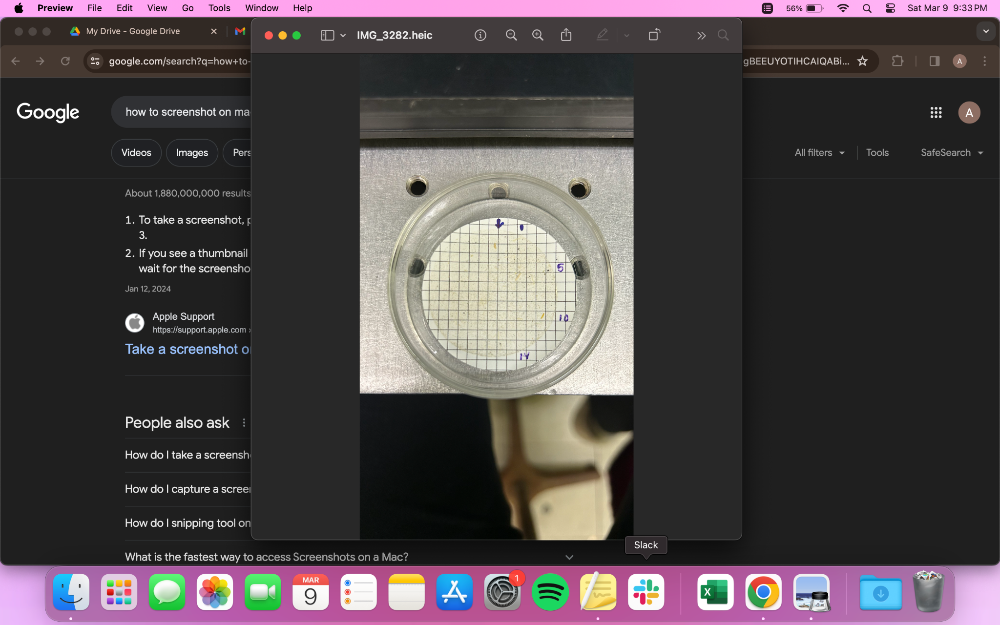 Preview File Edit View Go Tools Window Help 56% Sat Mar 9 9:33 PM
My Drive - Google Drive
IMG_3282.heic
google.com/search?q=how+to-
gBEEUYOTIHCAIQABi...
A
Google
how to screenshot on ma
A
Videos Images Pers
All filters Tools SafeSearch
About 1,880,000,000 results
1. To take a screenshot, p
3.
2. If you see a thumbnail
wait for the screensho
Jan 12, 2024
Apple Support
https://support.apple.com ›
Take a screenshot o
5
10
14
People also ask
How do I take a screensh
How do I capture a scree
How do I snipping tool on
What is the fastest way to access Screenshots on a Mac?
Slack
MAR
9
1
X